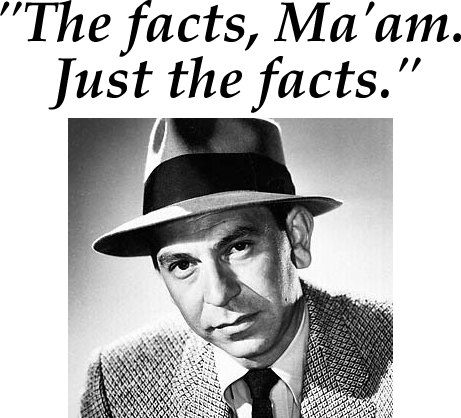 "The facts, Ma'am.
Just the facts."